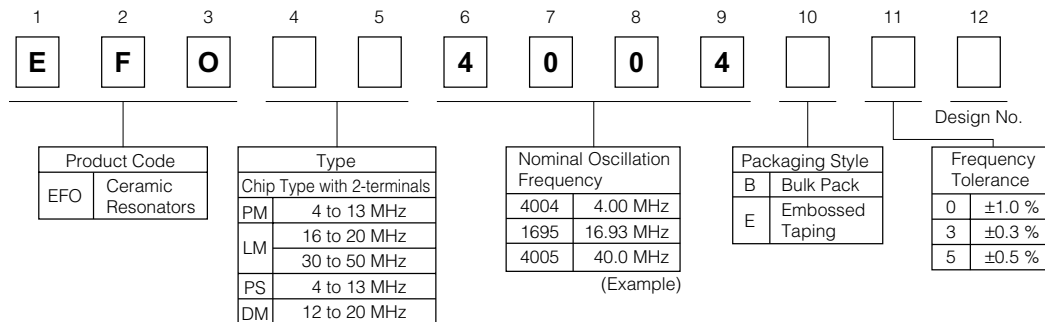 1 2 3 4 5 6 7 8 9 10 11 12
E F O 4 0 0 4
Design No.
Product Code
EFO Ceramic Resonators
Type
Chip Type with 2-terminals
PM 4 to 13 MHz
LM 16 to 20 MHz
30 to 50 MHz
PS 4 to 13 MHz
DM 12 to 20 MHz
Nominal Oscillation
Frequency
4004 4.00 MHz
1695 16.93 MHz
4005 40.0 MHz
(Example)
Packaging Style
B Bulk Pack
E Embossed Taping
Frequency
Tolerance
0 ±1.0 %
3 ±0.3 %
5 ±0.5 %